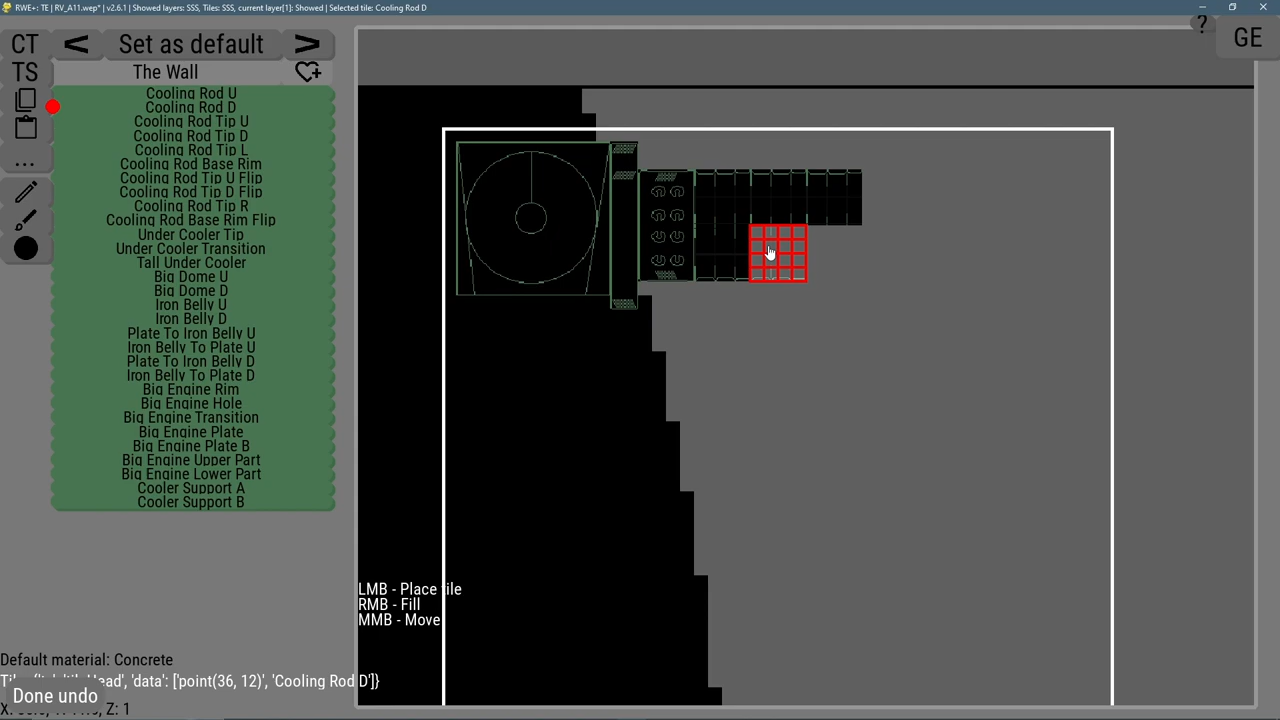 RWE+: TE | RV_A11.wep* | v2.6.1 | Showed layers: SSS, Tiles: SSS, current layer[1]: Showed | Selected tile: Cooling Rod D
?
CT < Set as default > GE
TS The Wall
Cooling Rod U
Cooling Rod D
Cooling Rod Tip U
Cooling Rod Tip D
Cooling Rod Tip L
Cooling Rod Base Rim
Cooling Rod Tip U Flip
Cooling Rod Tip D Flip
Cooling Rod Tip R
Cooling Rod Base Rim Flip
Under Cooler Tip
Under Cooler Transition
Tall Under Cooler
Big Dome U
Big Dome D
Iron Belly U
Iron Belly D
Plate To Iron Belly U
Iron Belly To Plate U
Plate To Iron Belly D
Iron Belly To Plate D
Big Engine Rim
Big Engine Hole
Big Engine Transition
Big Engine Plate
Big Engine Plate B
Big Engine Upper Part
Big Engine Lower Part
Cooler Support A
Cooler Support B
LMB - Place tile
RMB - Fill
MMB - Move
Default material: Concrete
'data': ['point(36, 12)', 'Cooling Rod D']}
Done undo
Z: 1